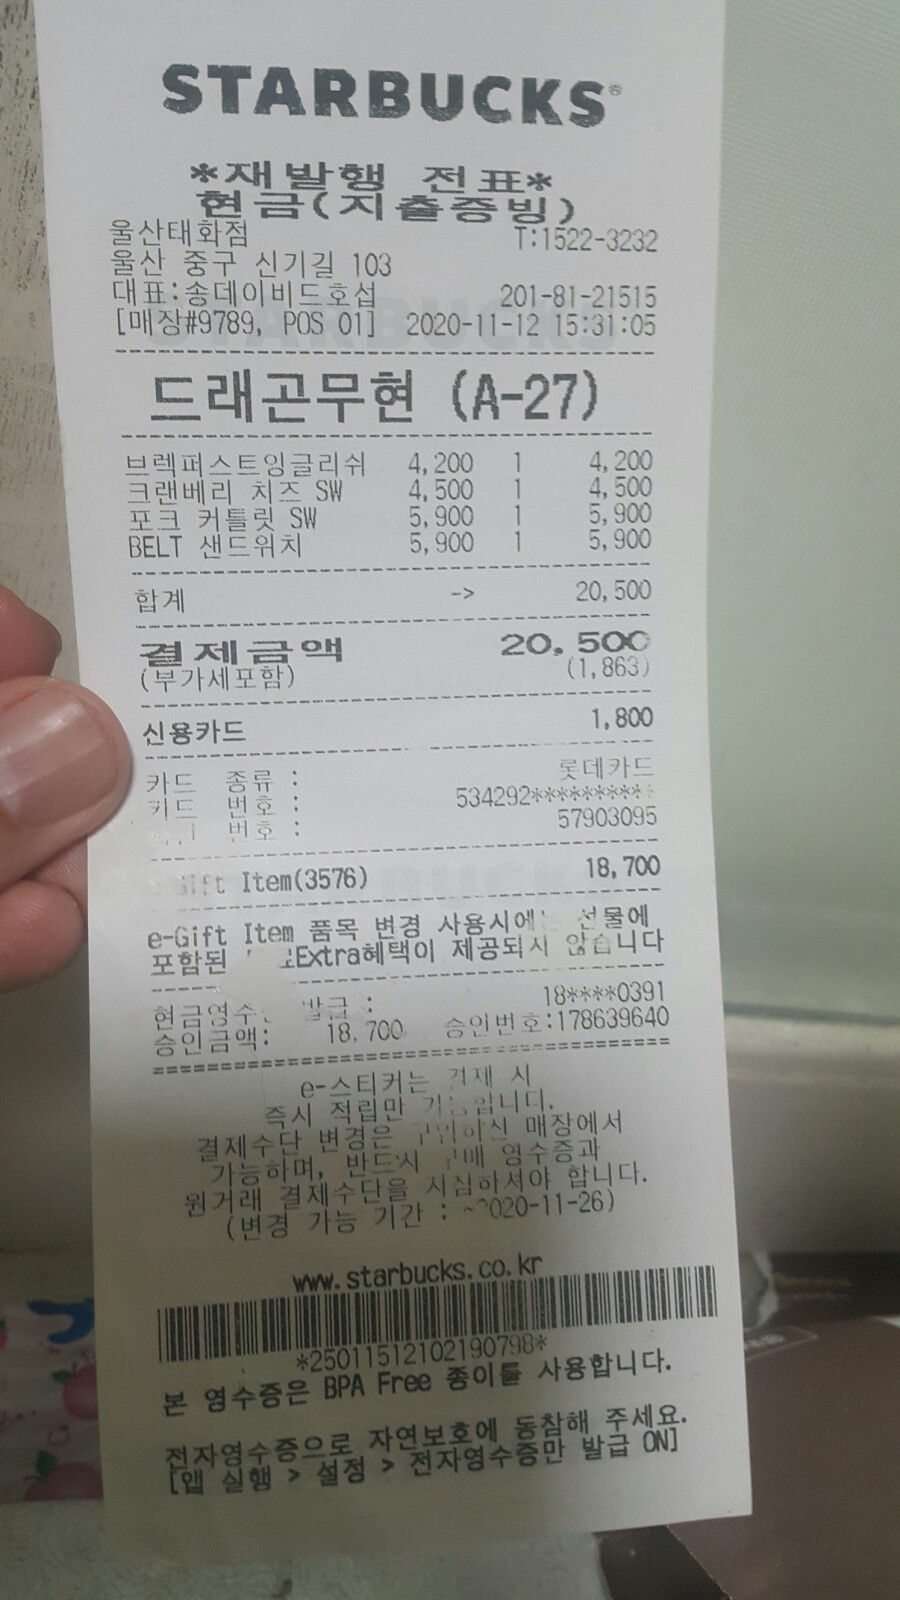 STARBUCKS®
*재발행 전표*
현금(지출증빙)
울산태화점 T:1522-3232
울산 중구 신기길 103
대표:송데이비드호섭 201-81-21515
[매장#9789, POS 01] 2020-11-12 15:31:05
드래곤무현 (A-27)
브렉퍼스트잉글리쉬 4,200 1 4,200
크랜베리 치즈 SW 4,500 1 4,500
포크 커틀릿 SW 5,900 1 5,900
BELT 샌드위치 5,900 1 5,900
합계 -> 20,500
결제금액 20,500
(부가세포함) (1,863)
신용카드 1,800
카드 종류 : 롯데카드
카드 번호 : 534292**********
번호 : 57903095
Gift Item(3576) 18,700
e-Gift Item 품목 변경 사용시에는 선물에
포함된 Extra혜택이 제공되지 않습니다
현금영수증 발급 : 18****0391
승인금액: 18,700 승인번호:178639640
e-스티커는 결제 시
즉시 적립만 가능합니다.
결제수단 변경은 구입하신 매장에서
가능하며, 반드시 구매 영수증과
원거래 결제수단을 지참하셔야 합니다.
(변경 가능 기간 : ~2020-11-26)
www.starbucks.co.kr
*25011512102190798*
본 영수증은 BPA Free 종이를 사용합니다.
전자영수증으로 자연보호에 동참해 주세요.
[앱 실행 > 설정 > 전자영수증만 발급 ON]